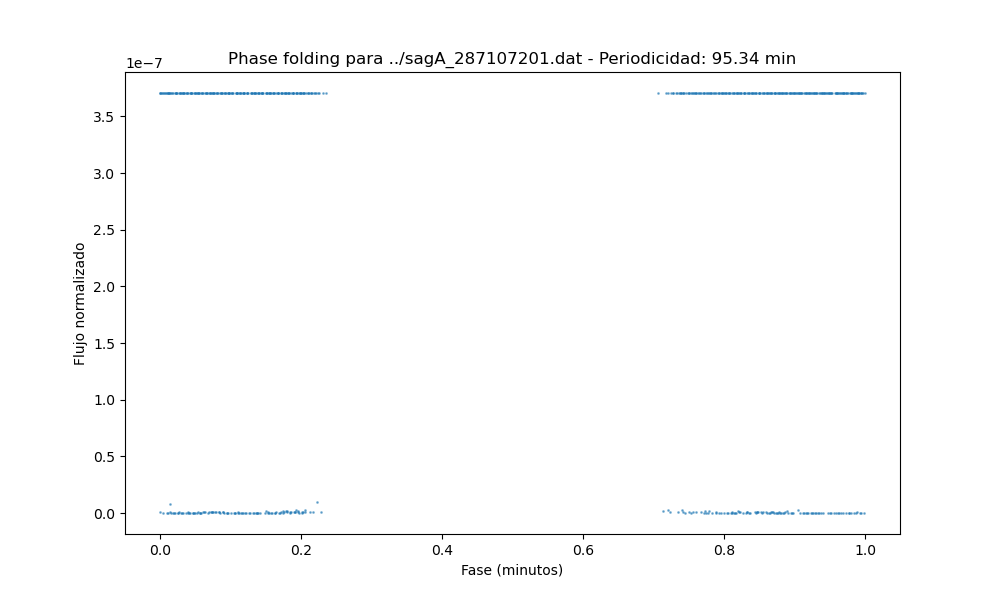 Phase folding para ../sagA_287107201.dat - Periodicidad: 95.34 min
1e−7
3.5
3.0
2.5
2.0
1.5
1.0
0.5
0.0
Flujo normalizado
0.0 0.2 0.4 0.6 0.8 1.0
Fase (minutos)